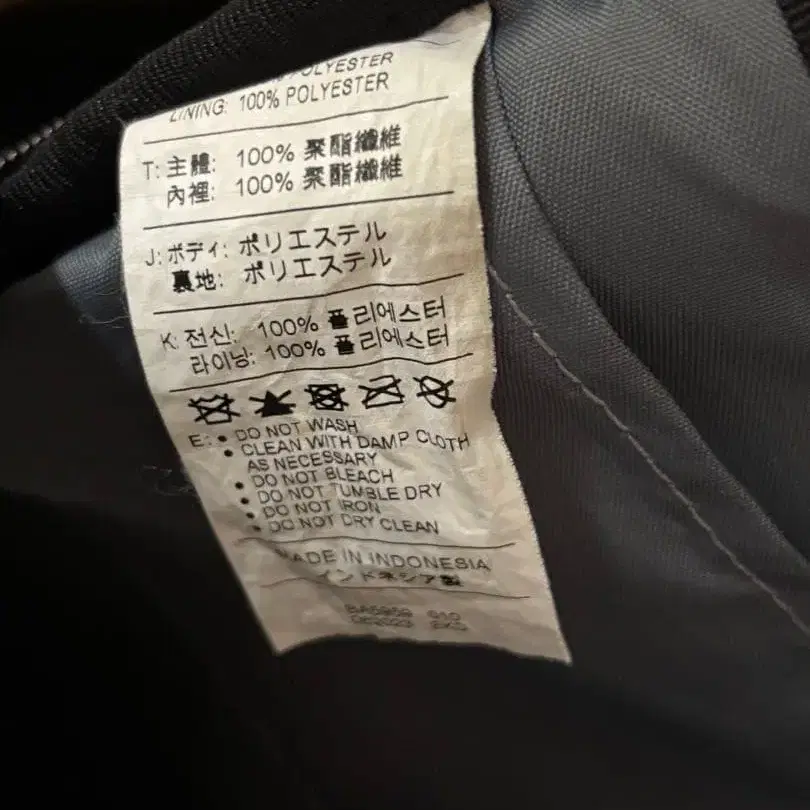 POLYESTER
LINING: 100% POLYESTER
T: 主體: 100% 聚酯纖維
內裡: 100% 聚酯纖維
J: ボディ: ポリエステル
裏地: ポリエステル
K: 전신: 100% 폴리에스터
라이닝: 100% 폴리에스터
E: • DO NOT WASH
• CLEAN WITH DAMP CLOTH
AS NECESSARY
• DO NOT BLEACH
• DO NOT TUMBLE DRY
• DO NOT IRON
• DO NOT DRY CLEAN
MADE IN INDONESIA
インドネシア製